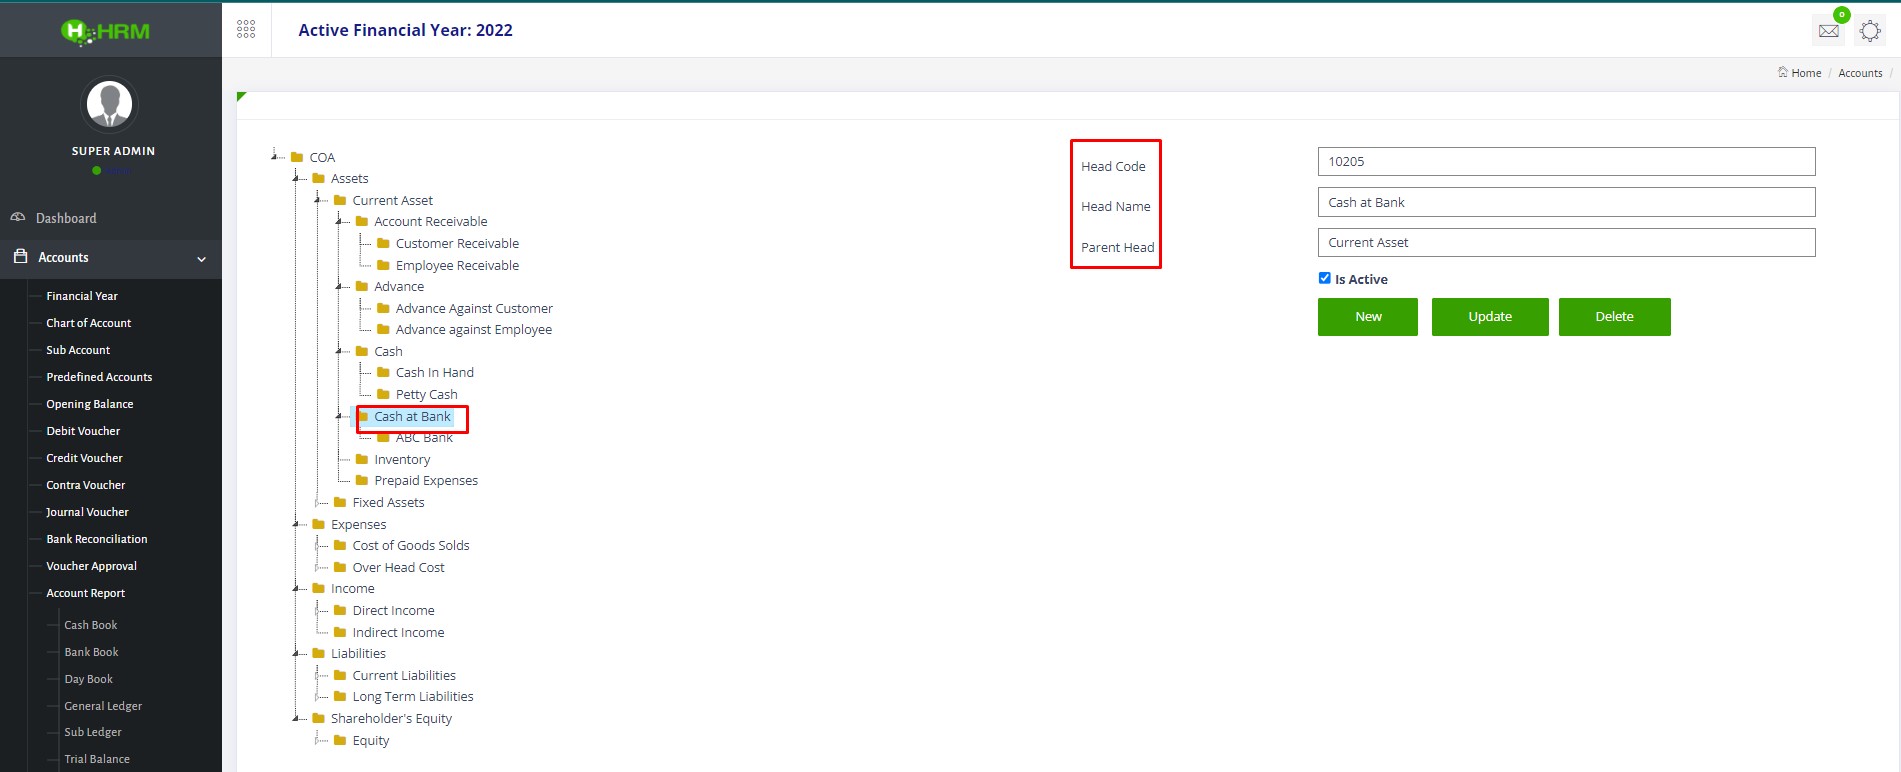 H HRM
Active Financial Year: 2022
0
Home / Accounts /
SUPER ADMIN
Dashboard
Accounts
Financial Year
Chart of Account
Sub Account
Predefined Accounts
Opening Balance
Debit Voucher
Credit Voucher
Contra Voucher
Journal Voucher
Bank Reconciliation
Voucher Approval
Account Report
Cash Book
Bank Book
Day Book
General Ledger
Sub Ledger
Trial Balance
COA
Assets
Current Asset
Account Receivable
Customer Receivable
Employee Receivable
Advance
Advance Against Customer
Advance against Employee
Cash
Cash In Hand
Petty Cash
Cash at Bank
ABC Bank
Inventory
Prepaid Expenses
Fixed Assets
Expenses
Cost of Goods Solds
Over Head Cost
Income
Direct Income
Indirect Income
Liabilities
Current Liabilities
Long Term Liabilities
Shareholder's Equity
Equity
Head Code 10205
Head Name Cash at Bank
Parent Head Current Asset
Is Active
New Update Delete